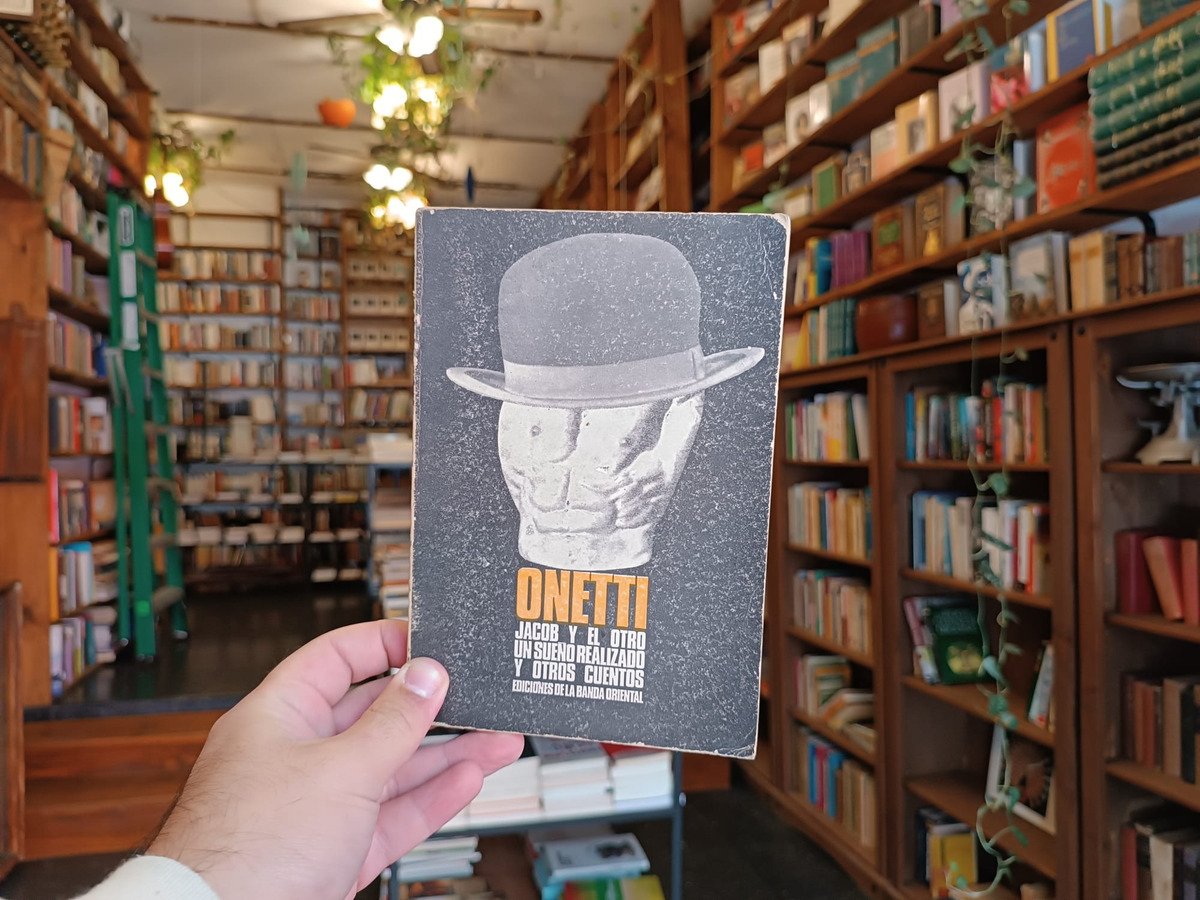 ONETTI
JACOB Y EL OTRO
UN SUEÑO REALIZADO
Y OTROS CUENTOS
EDICIONES DE LA BANDA ORIENTAL